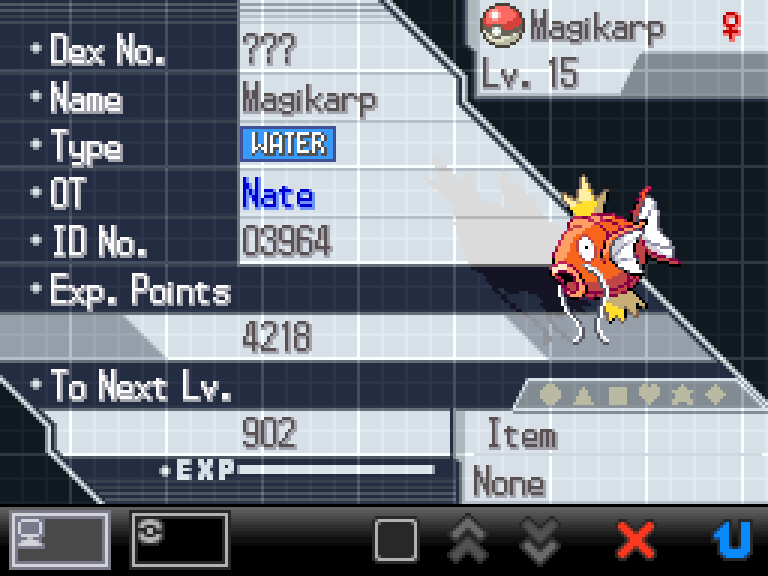 Magikarp ♀
Lv. 15
Dex No. ???
Name Magikarp
Type WATER
OT Nate
ID No. 03964
Exp. Points
4218
To Next Lv.
902
EXP
Item
None